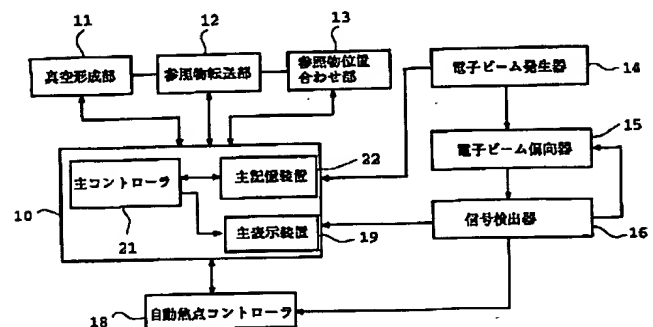 11
12
13
真空形成部
参照物転送部
参照物位置
合わせ部
電子ビーム発生器
14
15
電子ビーム偏向器
22
主コントローラ
主記憶装置
10
21
主表示装置
19
信号検出器
16
自動焦点コントローラ
18